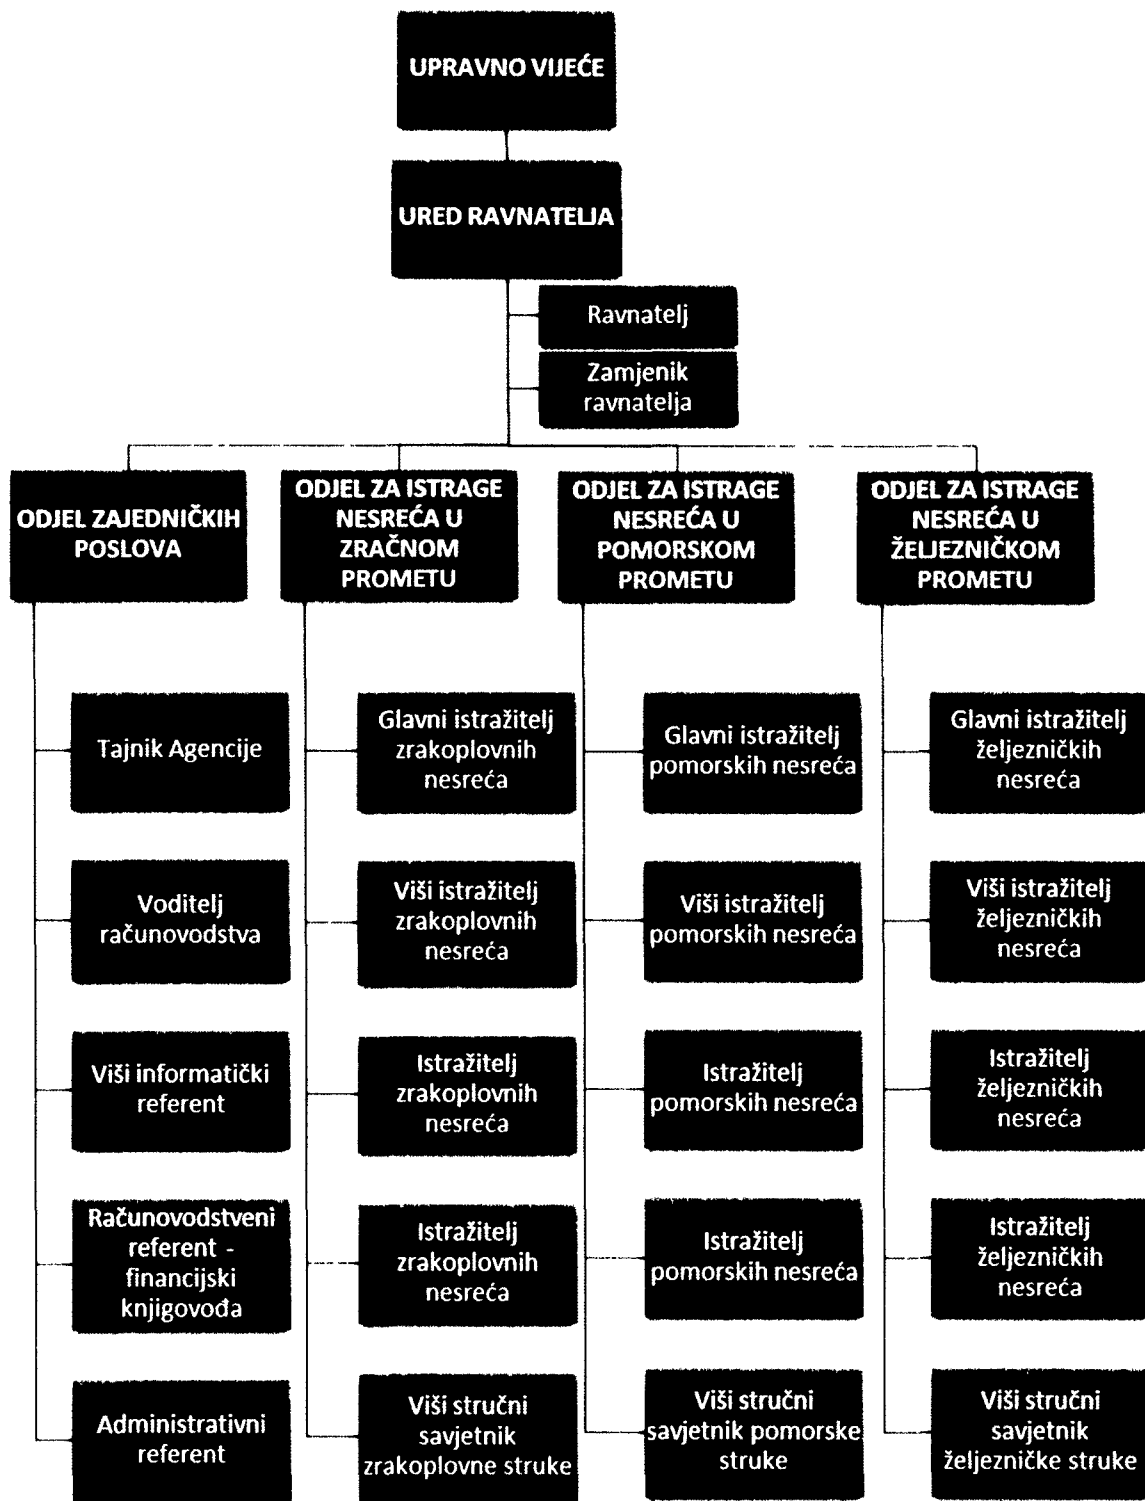 UPRAVNO VIJEĆE
URED RAVNATELJA
Ravnatelj
Zamjenik
ravnatelja
ODJEL ZAJEDNIČKIH
POSLOVA
Tajnik Agencije
Voditelj
računovodstva
Viši informatički
referent
Računovodstveni
referent -
financijski
knjigovođa
Administrativni
referent
ODJEL ZA ISTRAGE
NESREĆA U
ZRAČNOM
PROMETU
Glavni istražitelj
zrakoplovnih
nesreća
Viši istražitelj
zrakoplovnih
nesreća
Istražitelj
zrakoplovnih
nesreća
Istražitelj
zrakoplovnih
nesreća
Viši stručni
savjetnik
zrakoplovne struke
ODJEL ZA ISTRAGE
NESREĆA U
POMORSKOM
PROMETU
Glavni istražitelj
pomorskih nesreća
Viši istražitelj
pomorskih nesreća
Istražitelj
pomorskih nesreća
Istražitelj
pomorskih nesreća
Viši stručni
savjetnik pomorske
struke
ODJEL ZA ISTRAGE
NESREĆA U
ŽELJEZNIČKOM
PROMETU
Glavni istražitelj
željezničkih
nesreća
Viši istražitelj
željezničkih
nesreća
Istražitelj
željezničkih
nesreća
Istražitelj
željezničkih
nesreća
Viši stručni
savjetnik
željezničke struke